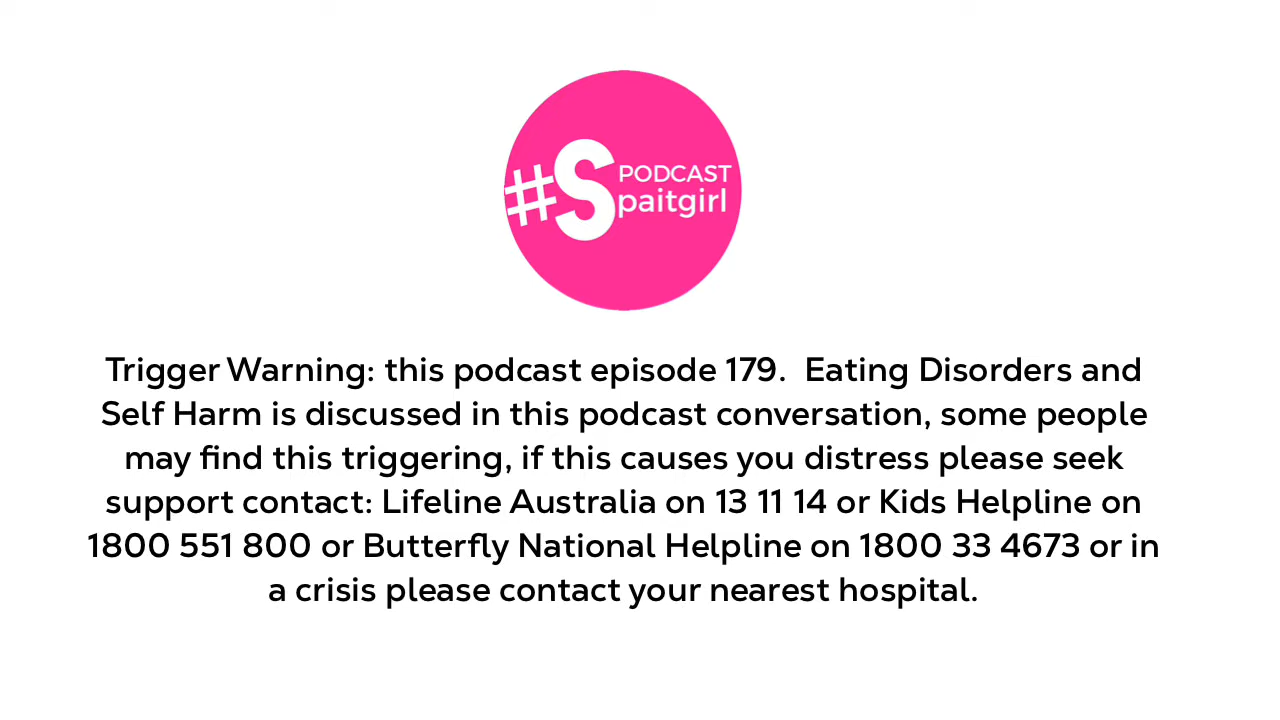 #S PODCAST
paitgirl
Trigger Warning: this podcast episode 179.  Eating Disorders and
Self Harm is discussed in this podcast conversation, some people
may find this triggering, if this causes you distress please seek
support contact: Lifeline Australia on 13 11 14 or Kids Helpline on
1800 551 800 or Butterfly National Helpline on 1800 33 4673 or in
a crisis please contact your nearest hospital.